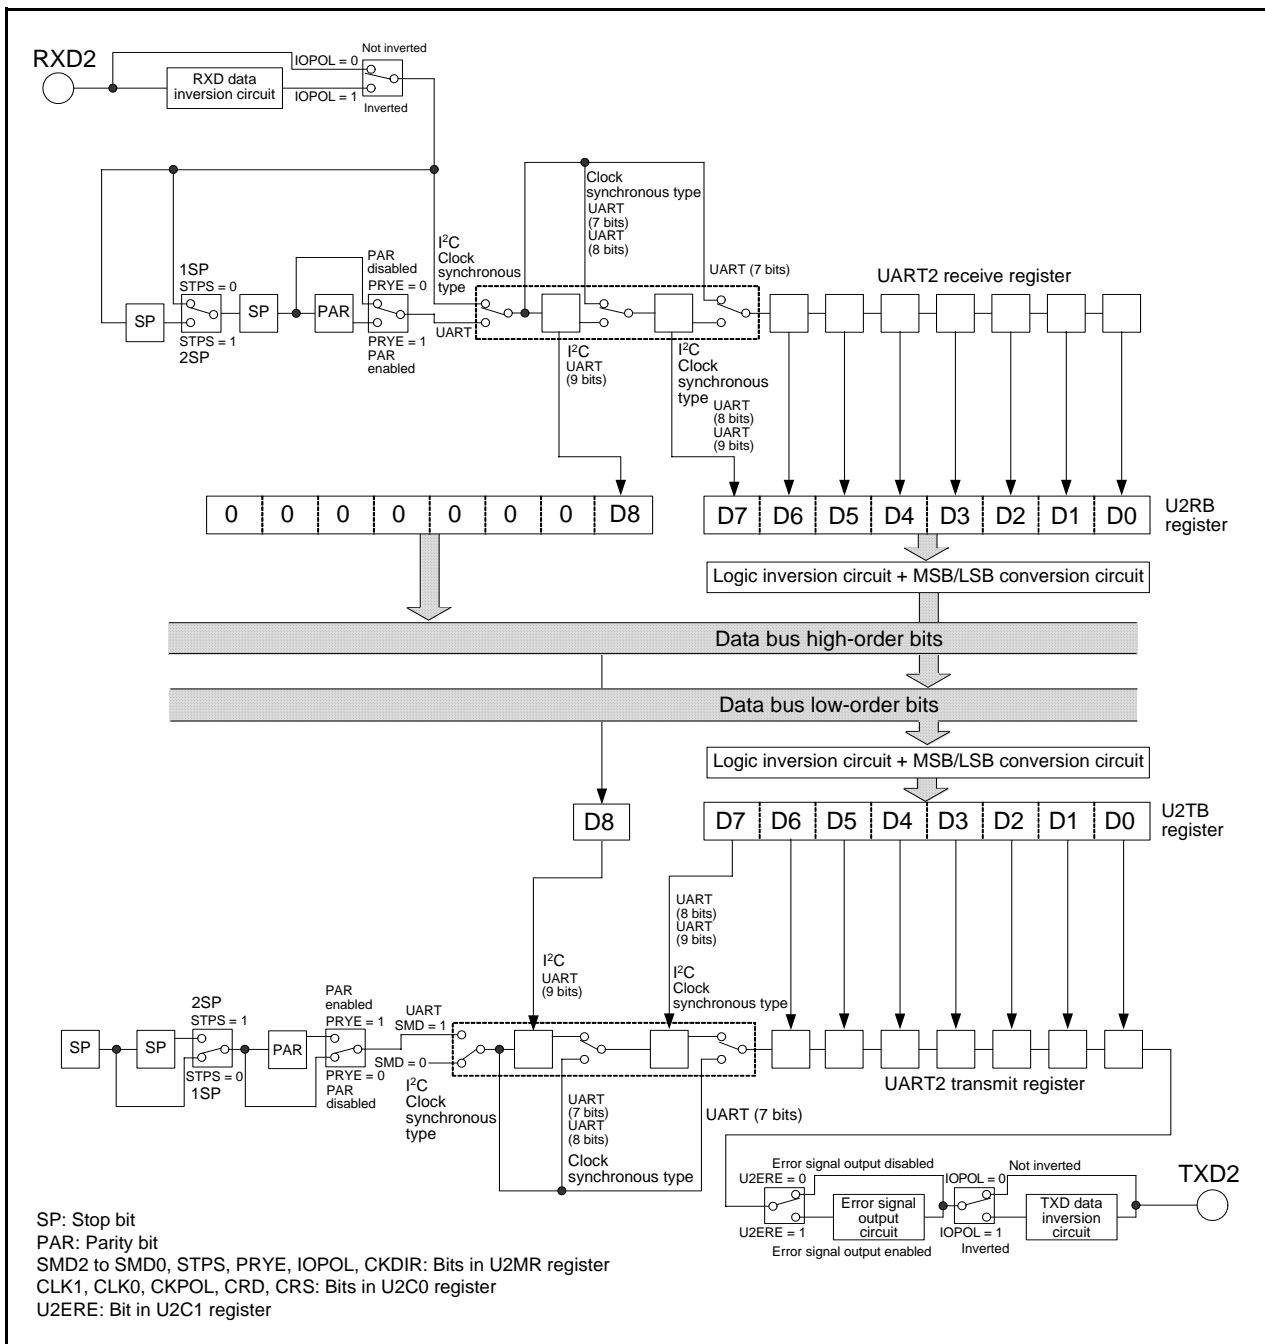 RXD2
Not inverted
IOPOL = 0
RXD data
inversion circuit
IOPOL = 1
Inverted
Clock
synchronous type
UART
(7 bits)
UART
(8 bits)
I²C
Clock
synchronous
type
UART (7 bits)
UART2 receive register
1SP
STPS = 0
SP
SP
STPS = 1
2SP
PAR
disabled
PRYE = 0
PAR
PRYE = 1
PAR
enabled
UART
I²C
UART
(9 bits)
I²C
Clock
synchronous
type
UART
(8 bits)
UART
(9 bits)
0 0 0 0 0 0 0 D8
D7 D6 D5 D4 D3 D2 D1 D0
U2RB
register
Logic inversion circuit + MSB/LSB conversion circuit
Data bus high-order bits
Data bus low-order bits
Logic inversion circuit + MSB/LSB conversion circuit
D8
D7 D6 D5 D4 D3 D2 D1 D0
U2TB
register
UART
(8 bits)
UART
(9 bits)
I²C
UART
(9 bits)
I²C
Clock
synchronous type
2SP
STPS = 1
SP
SP
STPS = 0
1SP
PAR
enabled
PRYE = 1
PAR
PRYE = 0
PAR
disabled
UART
SMD = 1
SMD = 0
I²C
Clock
synchronous
type
UART
(7 bits)
UART
(8 bits)
Clock
synchronous type
UART (7 bits)
UART2 transmit register
Error signal output disabled
U2ERE = 0
Error signal
output
circuit
U2ERE = 1
Error signal output enabled
Not inverted
IOPOL = 0
TXD data
inversion
circuit
IOPOL = 1
Inverted
TXD2
SP: Stop bit
PAR: Parity bit
SMD2 to SMD0, STPS, PRYE, IOPOL, CKDIR: Bits in U2MR register
CLK1, CLK0, CKPOL, CRD, CRS: Bits in U2C0 register
U2ERE: Bit in U2C1 register